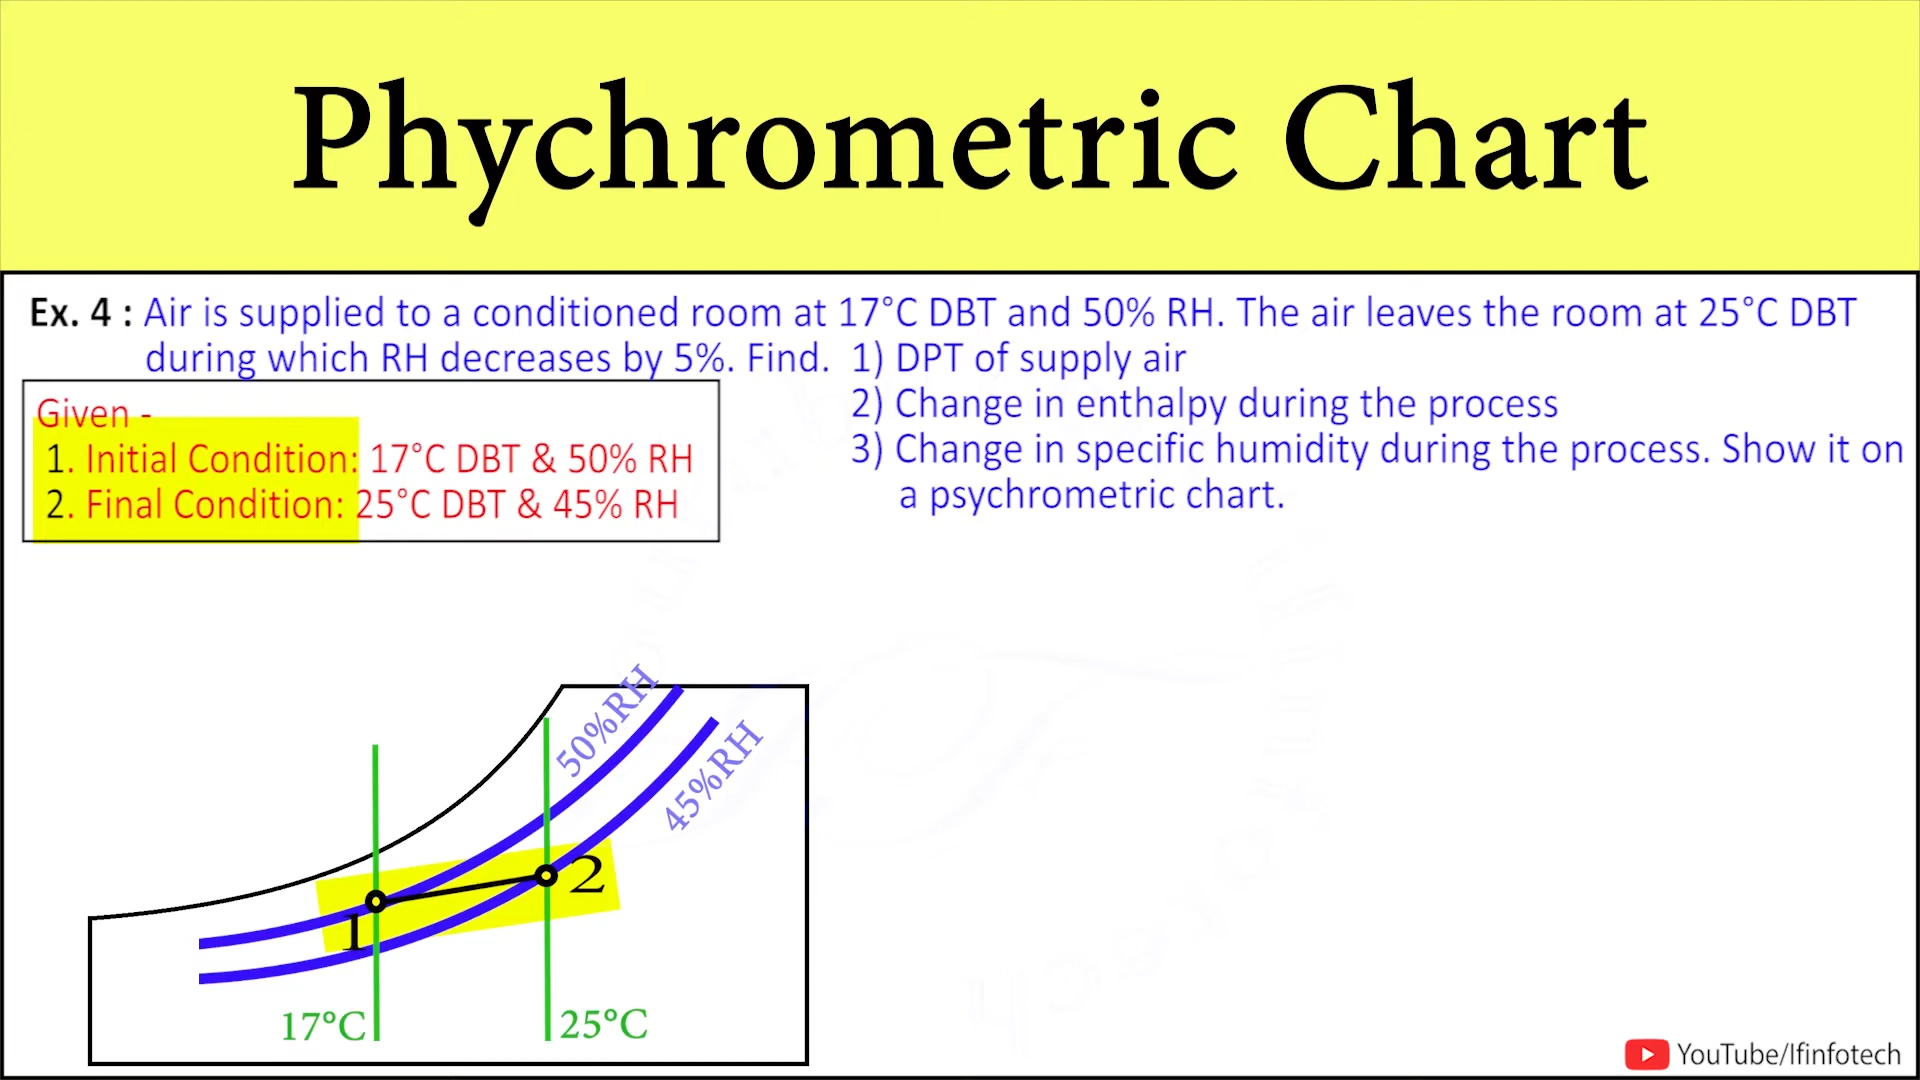 Phychrometric Chart
Ex. 4 : Air is supplied to a conditioned room at 17°C DBT and 50% RH. The air leaves the room at 25°C DBT
during which RH decreases by 5%. Find. 1) DPT of supply air
2) Change in enthalpy during the process
3) Change in specific humidity during the process. Show it on
a psychrometric chart.
Given -
1. Initial Condition: 17°C DBT & 50% RH
2. Final Condition: 25°C DBT & 45% RH
50%RH
45%RH
1
2
17°C
25°C
YouTube/lfinfotech